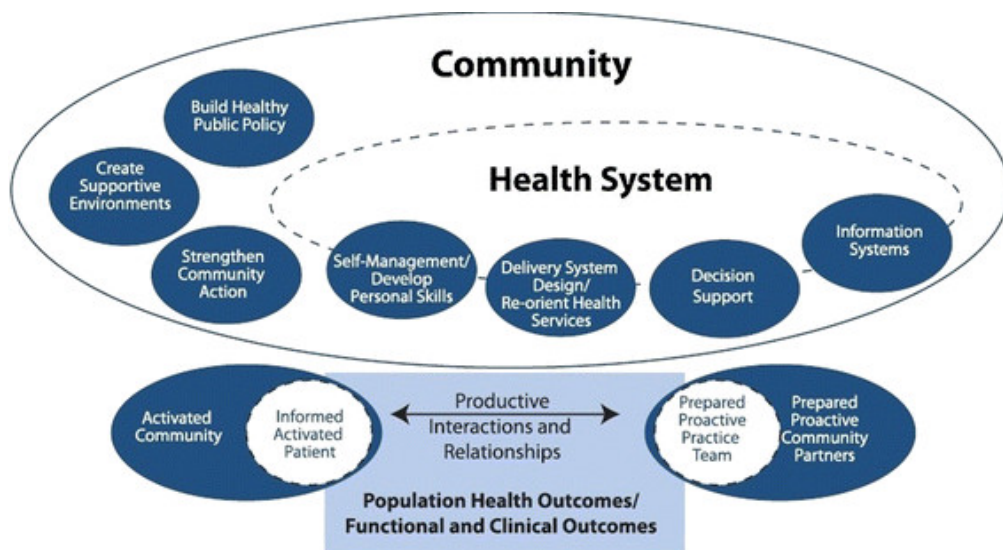 Community
Build Healthy
Public Policy
Create
Supportive
Environments
Health System
Strengthen
Community
Action
Self-Management/
Develop
Personal Skills
Delivery System
Design/
Re-orient Health
Services
Decision
Support
Information
Systems
Activated
Community
Informed
Activated
Patient
Productive
Interactions and
Relationships
Prepared
Proactive
Practice
Team
Prepared
Proactive
Community
Partners
Population Health Outcomes/
Functional and Clinical Outcomes